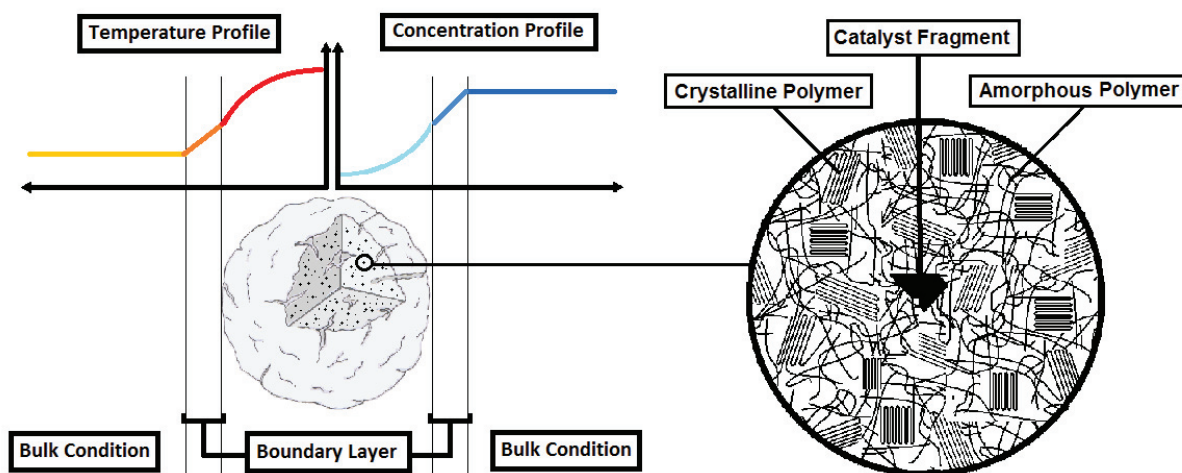 Temperature Profile
Concentration Profile
Catalyst Fragment
Crystalline Polymer
Amorphous Polymer
Bulk Condition
Boundary Layer
Bulk Condition